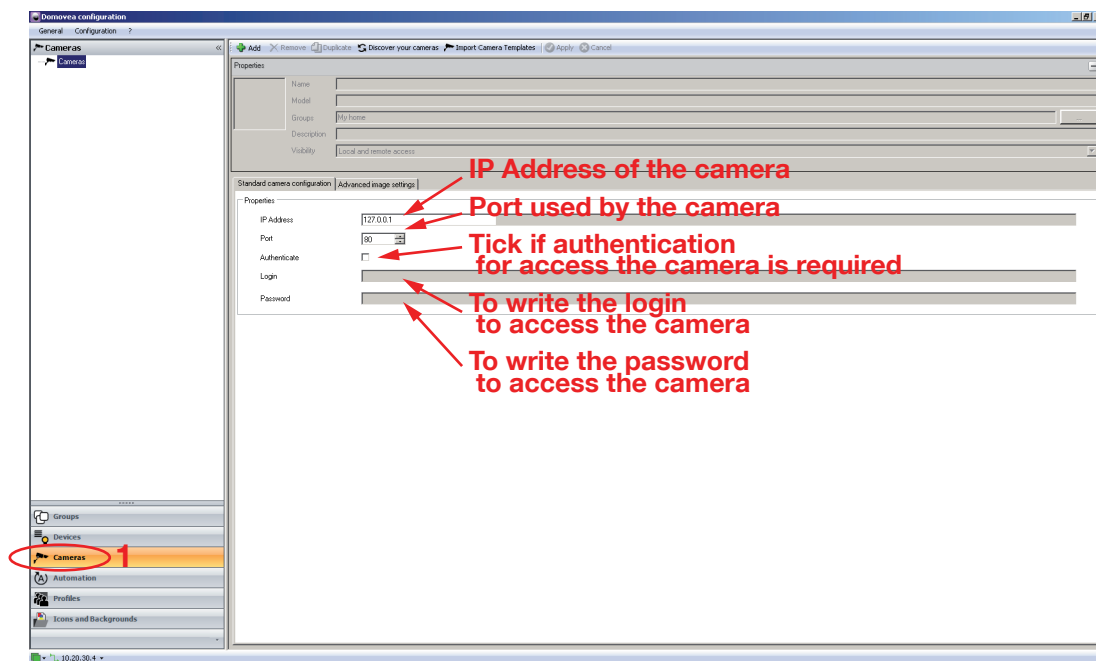 Domovea configuration
General Configuration ?
Cameras «
Add Remove Duplicate Discover your cameras Import Camera Templates Apply Cancel
Cameras
Properties
Name
Model
Groups My home ...
Description
Visibility Local and remote access
IP Address of the camera
Standard camera configuration Advanced image settings
Properties
Port used by the camera
IP Address 127.0.0.1
Port 80
Tick if authentication
for access the camera is required
Authenticate
Login
To write the login
to access the camera
Password
To write the password
to access the camera
Groups
Devices
Cameras 1
Automation
Profiles
Icons and Backgrounds
10.20.30.4